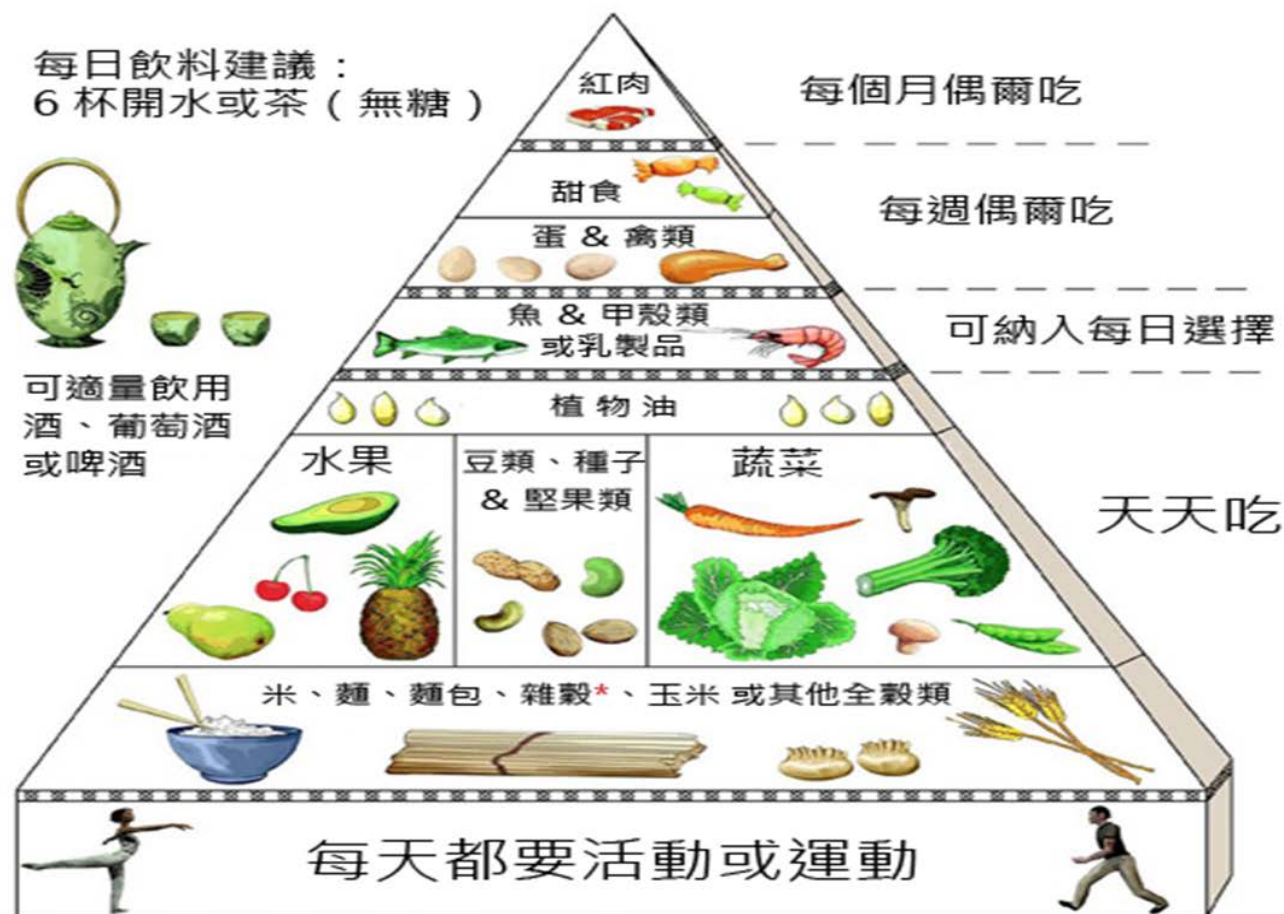 每日飲料建議：
6 杯開水或茶（無糖）
紅肉
每個月偶爾吃
甜食
每週偶爾吃
蛋 & 禽類
魚 & 甲殼類
或乳製品
可納入每日選擇
可適量飲用
酒、葡萄酒
或啤酒
植物油
水果
豆類、種子
& 堅果類
蔬菜
天天吃
米、麵、麵包、雜穀*、玉米 或其他全穀類
每天都要活動或運動